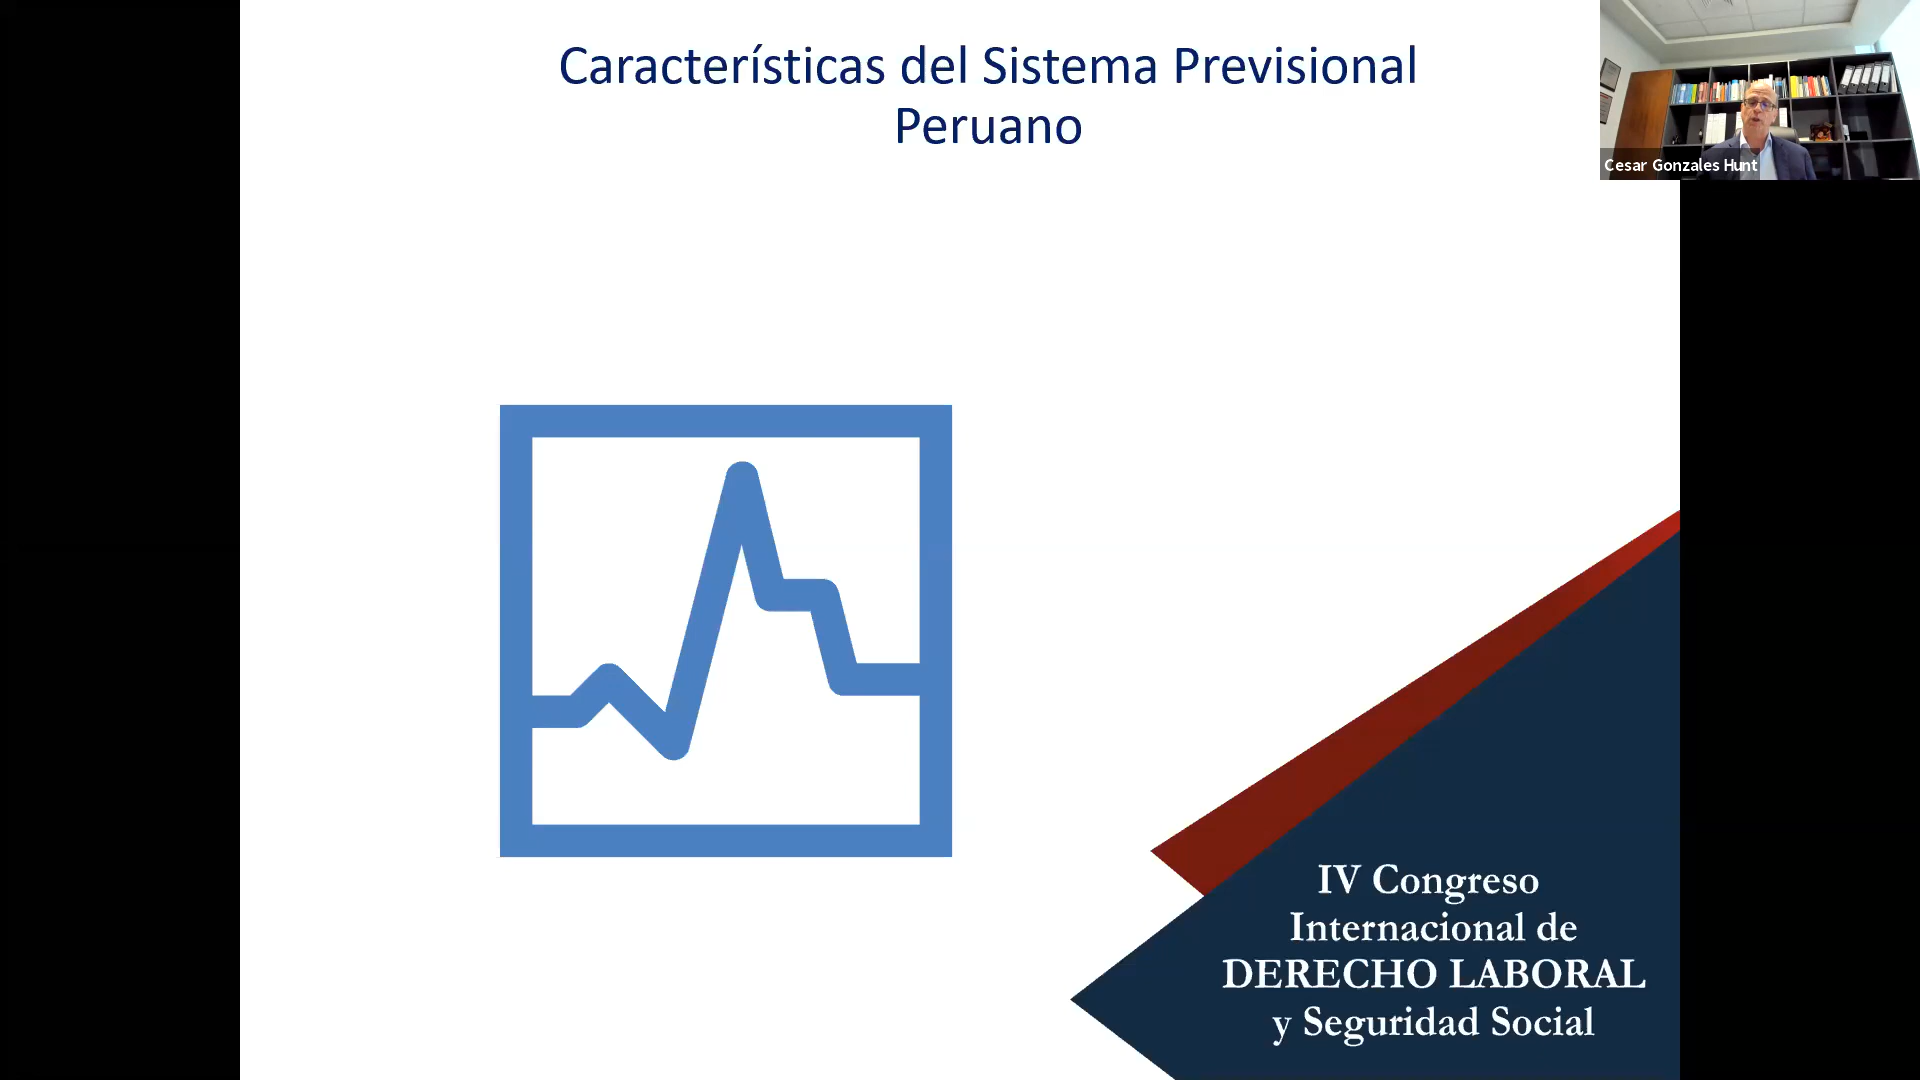 Características del Sistema Previsional
Peruano
Cesar Gonzales Hunt
IV Congreso
Internacional de
DERECHO LABORAL
y Seguridad Social